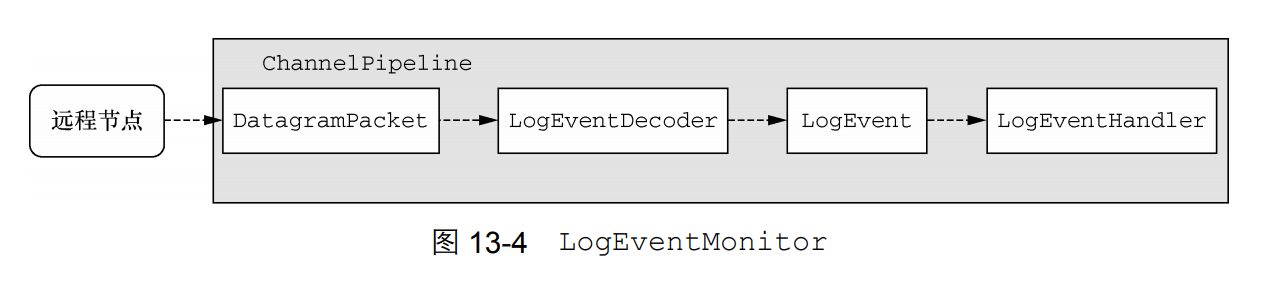 ChannelPipeline
远程节点
DatagramPacket
LogEventDecoder
LogEvent
LogEventHandler
图 13-4 LogEventMonitor